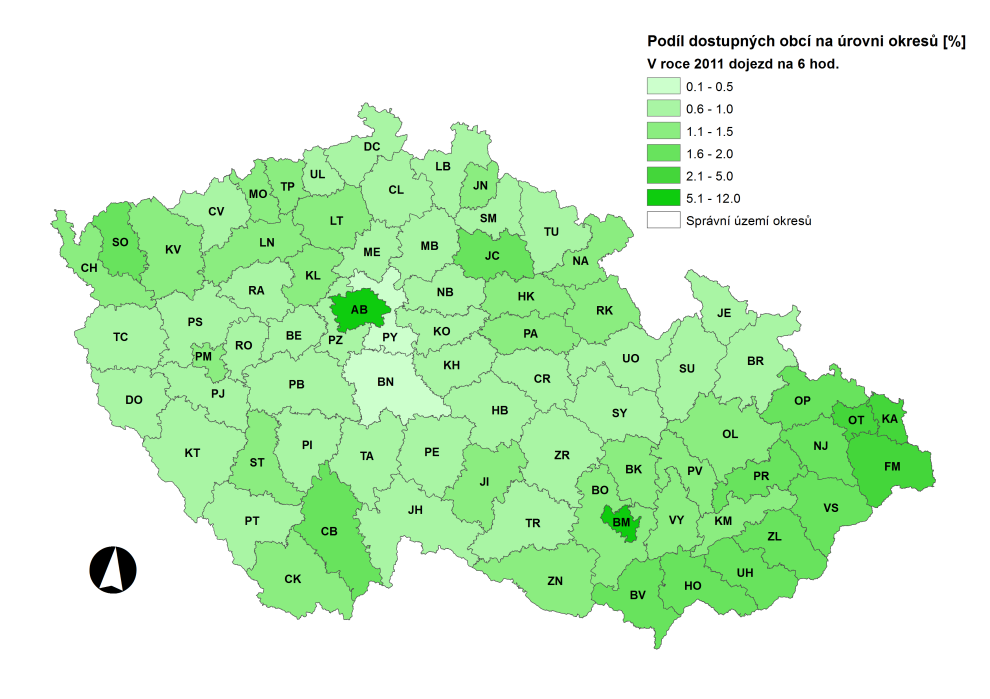 Podíl dostupných obcí na úrovni okresů [%]
V roce 2011 dojezd na 6 hod.
0.1 - 0.5
0.6 - 1.0
1.1 - 1.5
1.6 - 2.0
2.1 - 5.0
5.1 - 12.0
Správní území okresů
DC
LB
UL
TP
MO
CL
JN
CV
LT
SM
TU
SO
KV
LN
ME
MB
JC
CH
KL
NA
RA
NB
HK
AB
RK
JE
PS
TC
RO
BE
PZ
PY
KO
PA
PM
UO
BR
KH
SU
BN
CR
PB
PJ
DO
OP
HB
SY
OT
KA
KT
PI
TA
PE
OL
NJ
ST
ZR
FM
BK
PV
PR
JI
BO
VS
JH
PT
TR
BM
VY
KM
CB
ZL
CK
ZN
UH
HO
BV